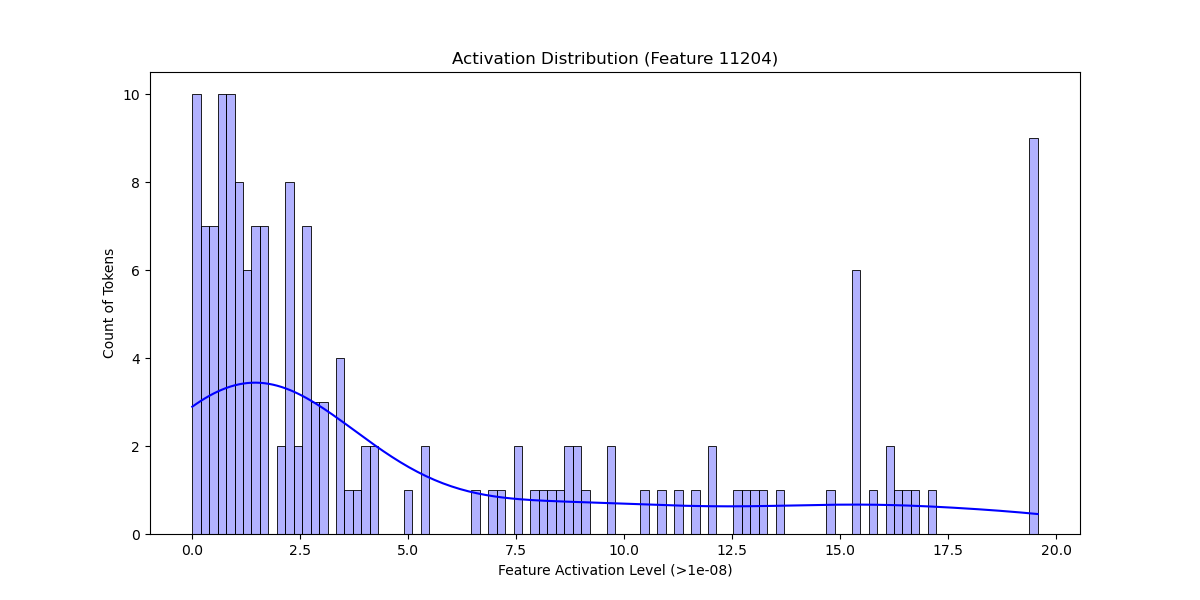 Activation Distribution (Feature 11204)
10
8
6
4
2
0
Count of Tokens
0.0 2.5 5.0 7.5 10.0 12.5 15.0 17.5 20.0
Feature Activation Level (>1e-08)